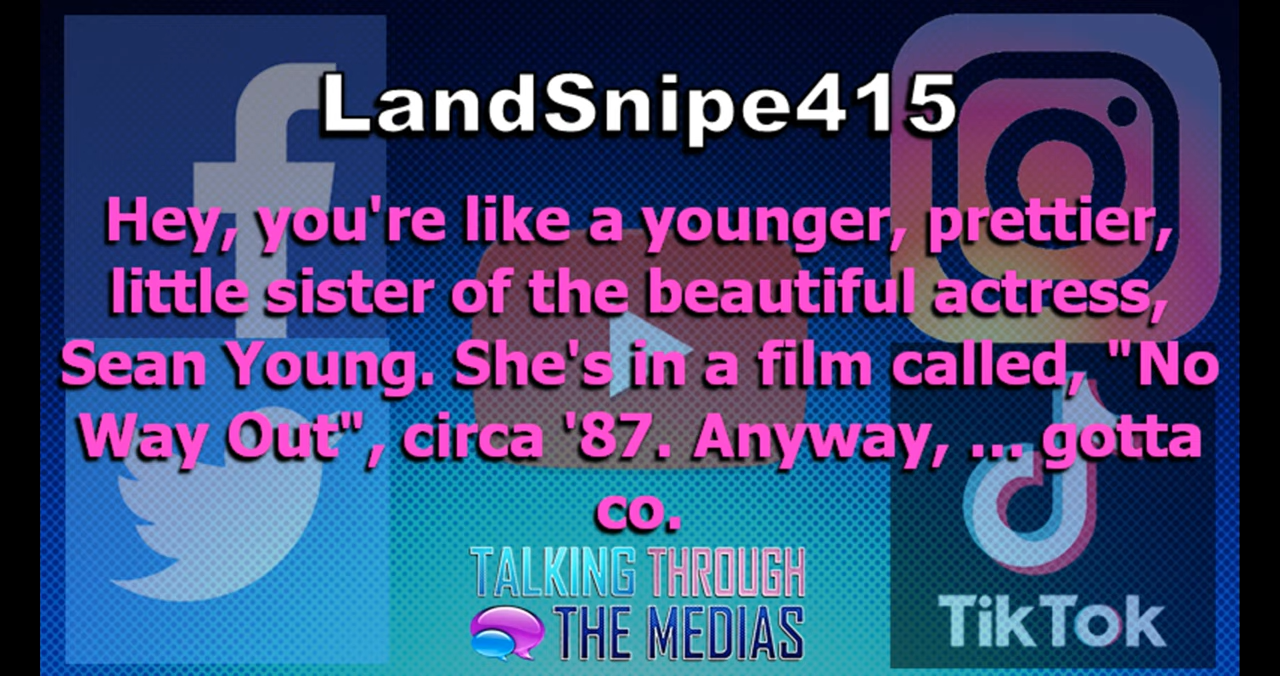 LandSnipe415
Hey, you're like a younger, prettier,
little sister of the beautiful actress,
Sean Young. She's in a film called, "No
Way Out", circa '87. Anyway, ... gotta
co.
TALKING THROUGH
THE MEDIAS
TikTok